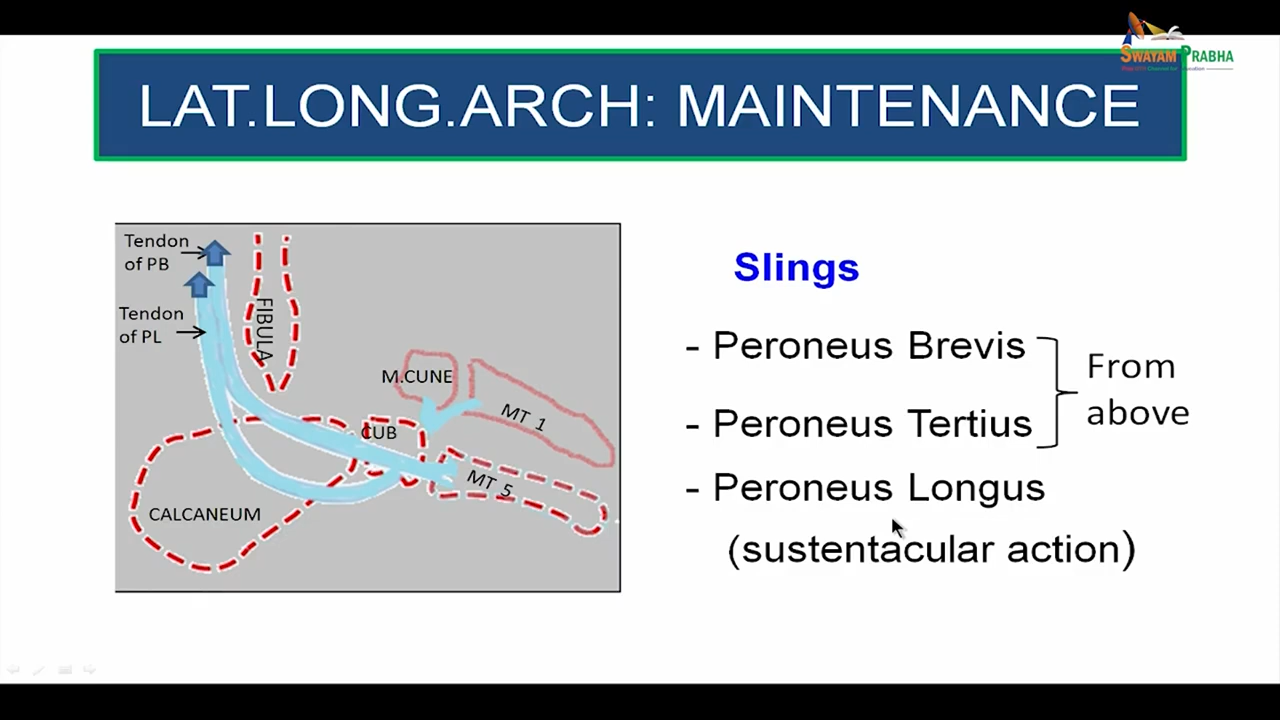 SWAYAM PRABHA
LAT.LONG.ARCH: MAINTENANCE
Tendon
of PB
Tendon
of PL
FIBULA
M.CUNE
MT 1
CUB
MT 5
CALCANEUM
Slings
- Peroneus Brevis
- Peroneus Tertius
From
above
- Peroneus Longus
(sustentacular action)